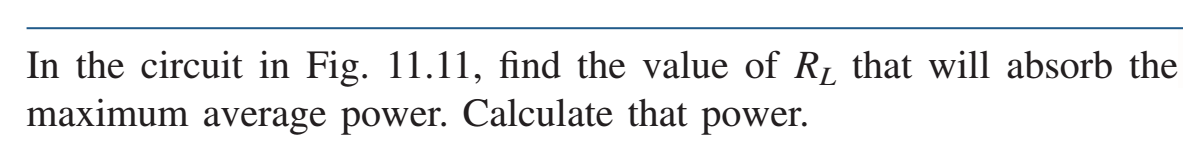 In the circuit in Fig. 11.11, find the value of R_L that will absorb the
maximum average power. Calculate that power.